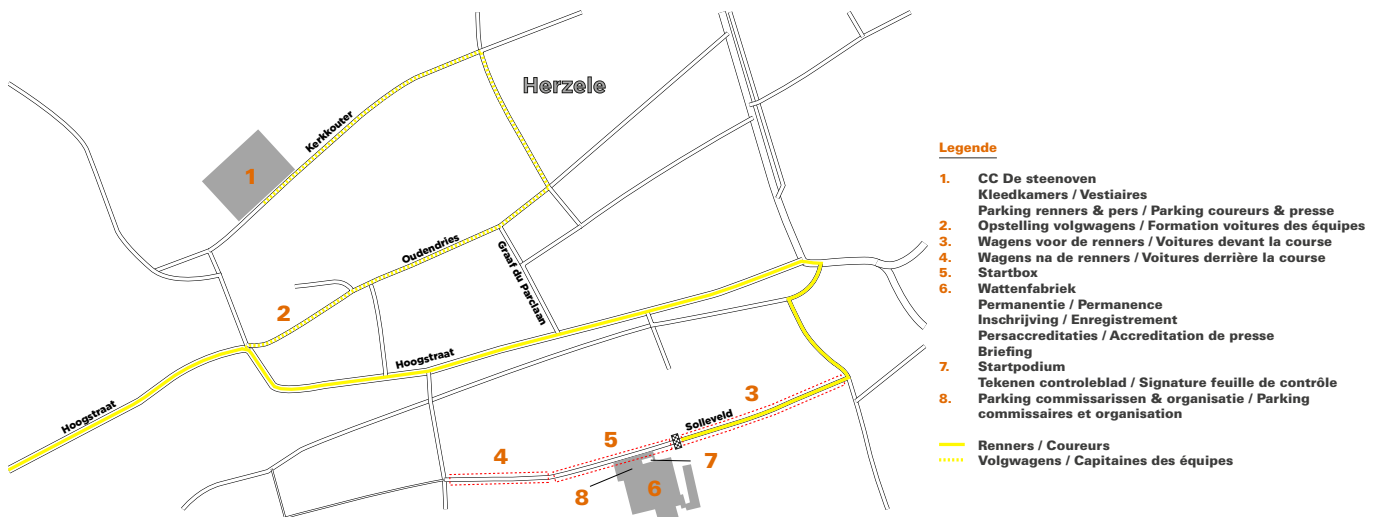 Herzele
Kerkkouter
1
Oudendries
Graaf du Parclaan
2
Hoogstraat
Hoogstraat
3
Solleveld
5
4
7
6
8
Legende
1. CC De steenoven
Kleedkamers / Vestiaires
Parking renners & pers / Parking coureurs & presse
2. Opstelling volgwagens / Formation voitures des équipes
3. Wagens voor de renners / Voitures devant la course
4. Wagens na de renners / Voitures derrière la course
5. Startbox
6. Wattenfabriek
Permanentie / Permanence
Inschrijving / Enregistrement
Persaccreditaties / Accreditation de presse
Briefing
7. Startpodium
Tekenen controleblad / Signature feuille de contrôle
8. Parking commissarissen & organisatie / Parking
commissaires et organisation
Renners / Coureurs
Volgwagens / Capitaines des équipes